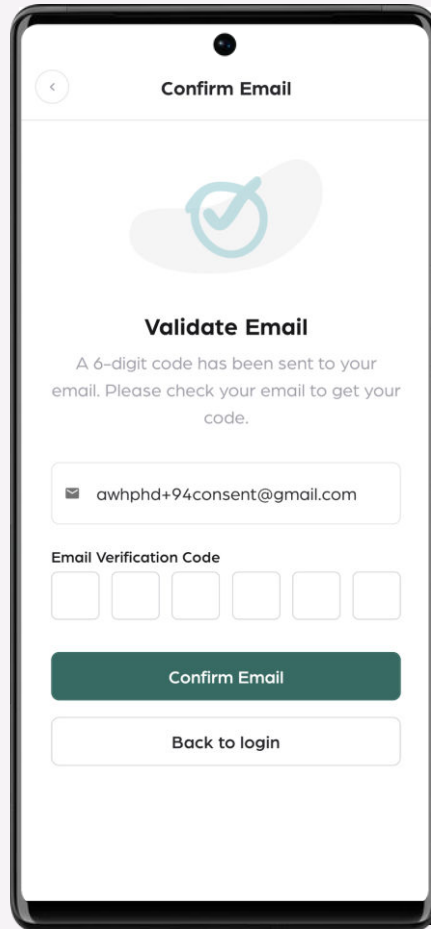 Confirm Email
Validate Email
A 6-digit code has been sent to your
email. Please check your email to get your
code.
awhphd+94consent@gmail.com
Email Verification Code
Confirm Email
Back to login